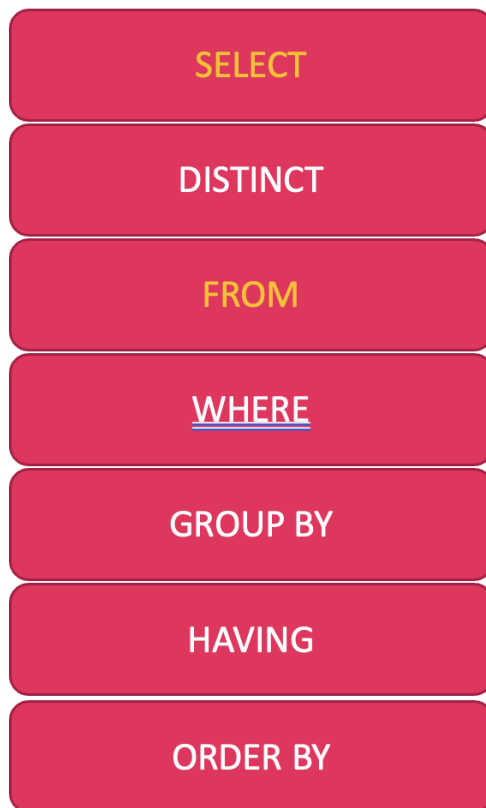 SELECT
DISTINCT
FROM
WHERE
GROUP BY
HAVING
ORDER BY